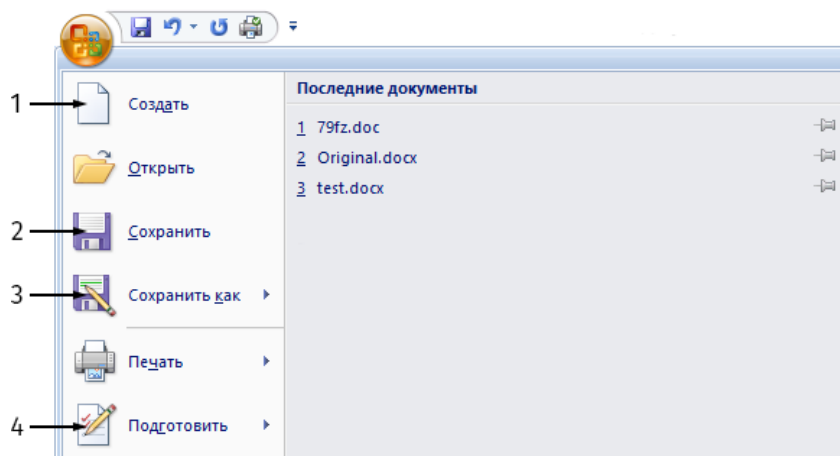 Последние документы
1 Создать
1 79fz.doc
2 Original.docx
Открыть
3 test.docx
2 Сохранить
3 Сохранить как
Печать
4 Подготовить